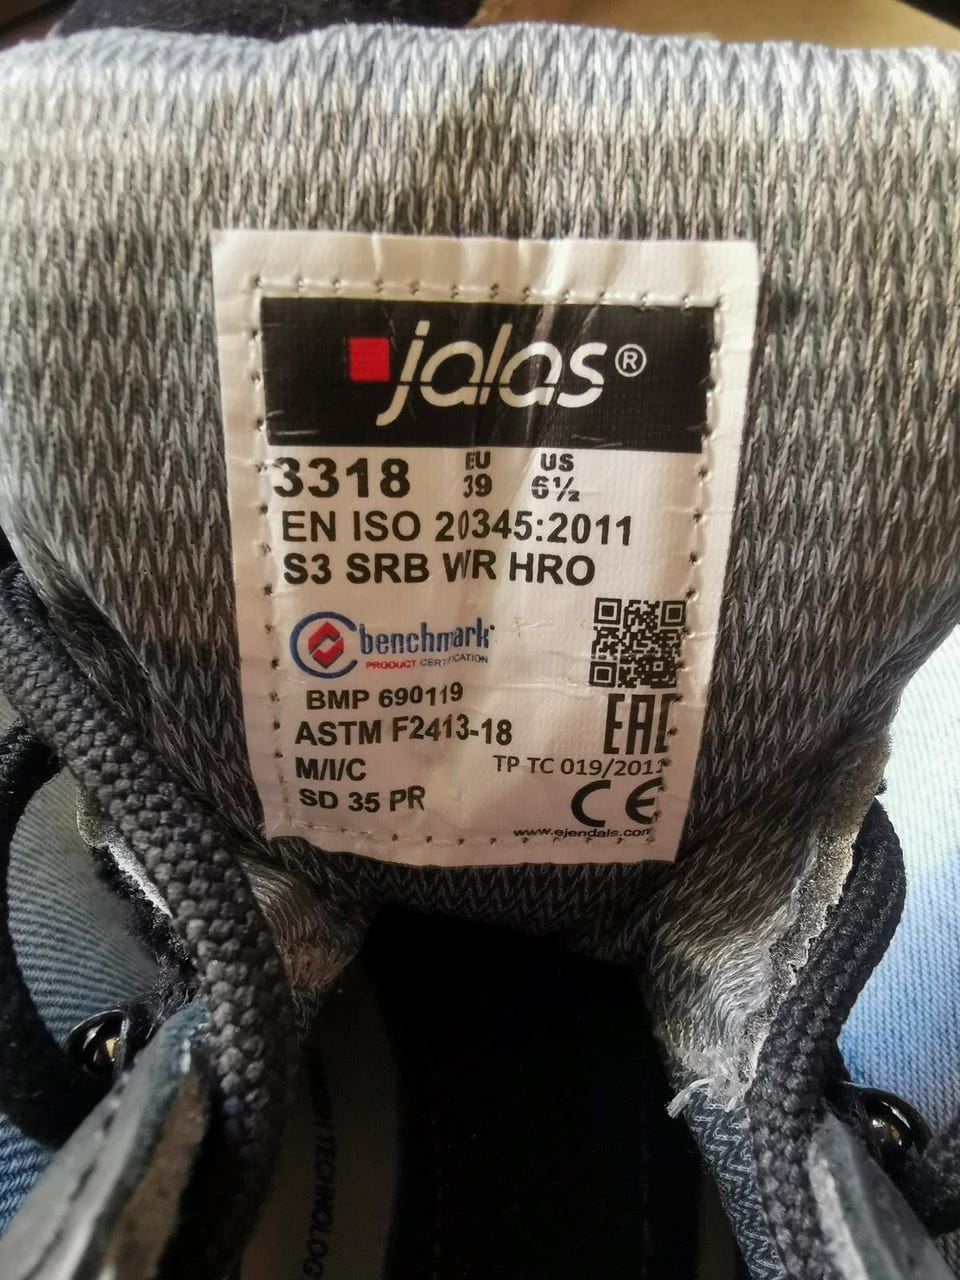 jalas®
3318 EU 39 US 6½
EN ISO 20345:2011
S3 SRB WR HRO
benchmark
PRODUCT CERTIFICATION
BMP 690119
ASTM F2413-18
M/I/C
SD 35 PR
EAC
TP TC 019/2011
CE
www.ejendals.com
TECHNOLOG